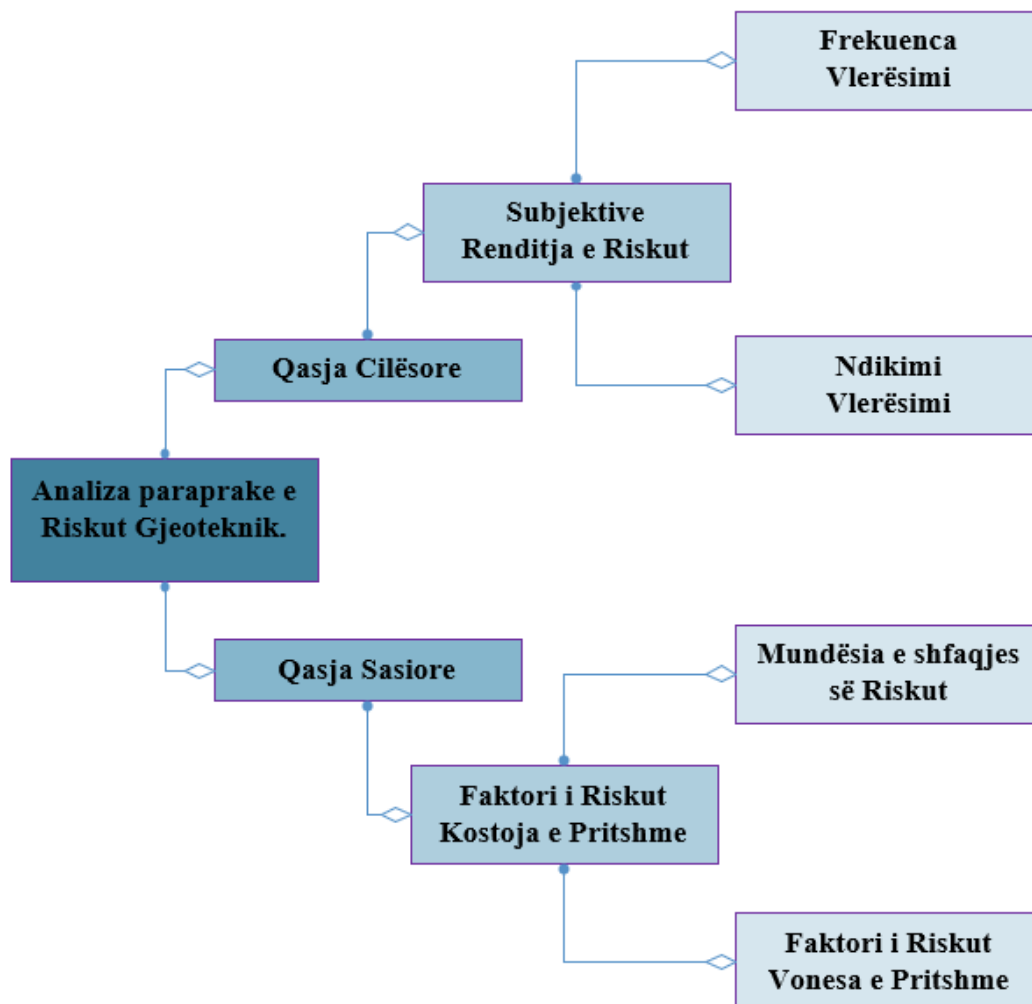 Frekuenca
Vlerësimi
Subjektive
Renditja e Riskut
Qasja Cilësore
Ndikimi
Vlerësimi
Analiza paraprake e
Riskut Gjeoteknik.
Qasja Sasiore
Mundësia e shfaqjes
së Riskut
Faktori i Riskut
Kostoja e Pritshme
Faktori i Riskut
Vonesa e Pritshme